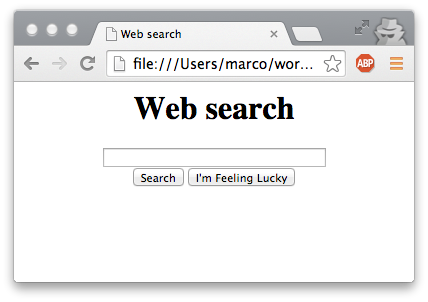 Web search
file:///Users/marco/wor...
ABP
Web search
Search I'm Feeling Lucky